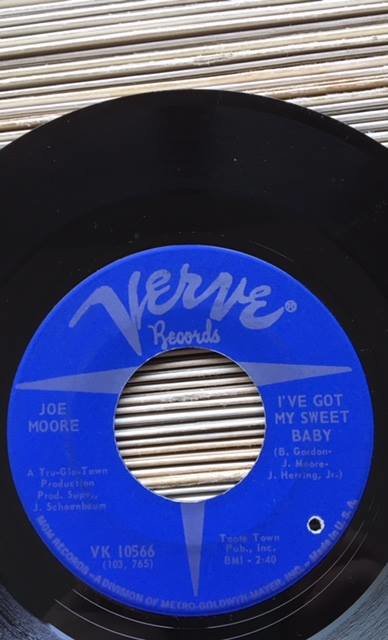 Verve®
Records
JOE
MOORE
I'VE GOT
MY SWEET
BABY
(B. Gordon-
J. Moore-
J. Herring, Jr.)
A Tru-Glo-Town
Production
Prod. Supv.,
J. Schoenbaum
VK 10566
(103, 765)
Toote Town
Pub., Inc.
BMI - 2:40
MGM RECORDS - A DIVISION OF METRO-GOLDWYN-MAYER, INC. - Made in U.S.A.